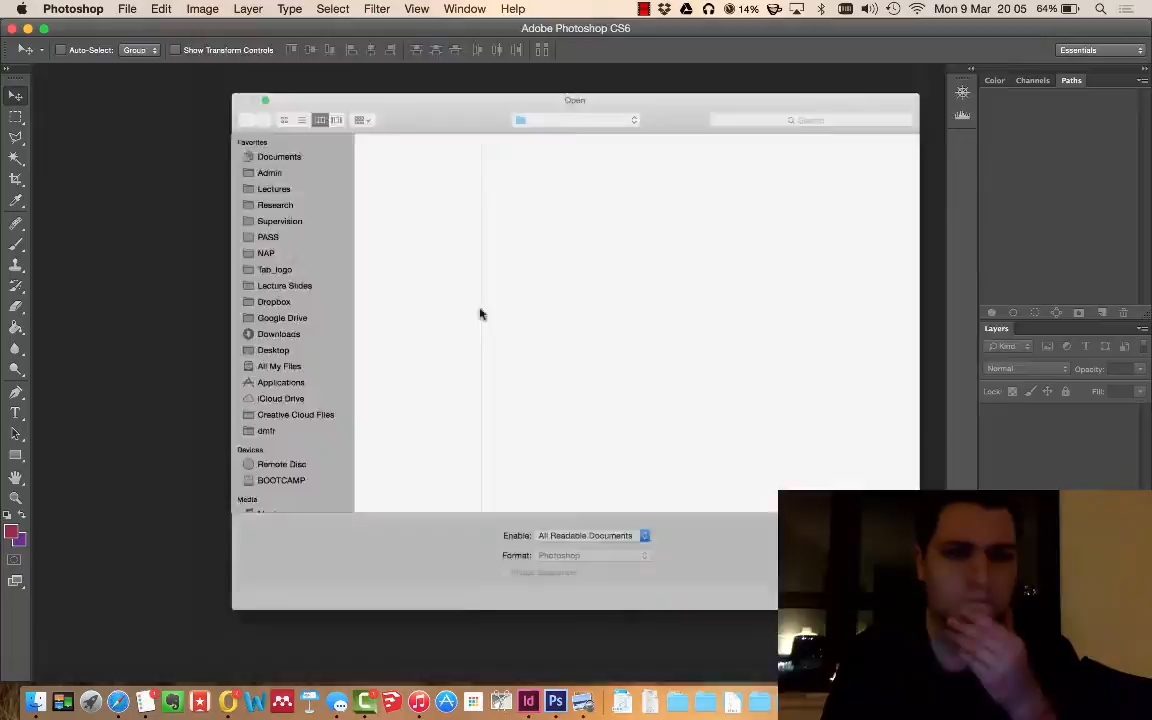 Photoshop File Edit Image Layer Type Select Filter View Window Help 14% Mon 9 Mar 20 05 64%
Adobe Photoshop CS6
Auto-Select: Group Show Transform Controls Essentials
Open
Color Channels Paths
Search
Favorites
Documents
Admin
Lectures
Research
Supervision
PASS
NAP
Tab_logo
Lecture Slides
Dropbox
Google Drive
Downloads
Desktop
All My Files
Applications
iCloud Drive
Creative Cloud Files
dmfr
Devices
Remote Disc
BOOTCAMP
Media
Enable: All Readable Documents
Format: Photoshop
Layers
Kind
Normal Opacity:
Lock: Fill: